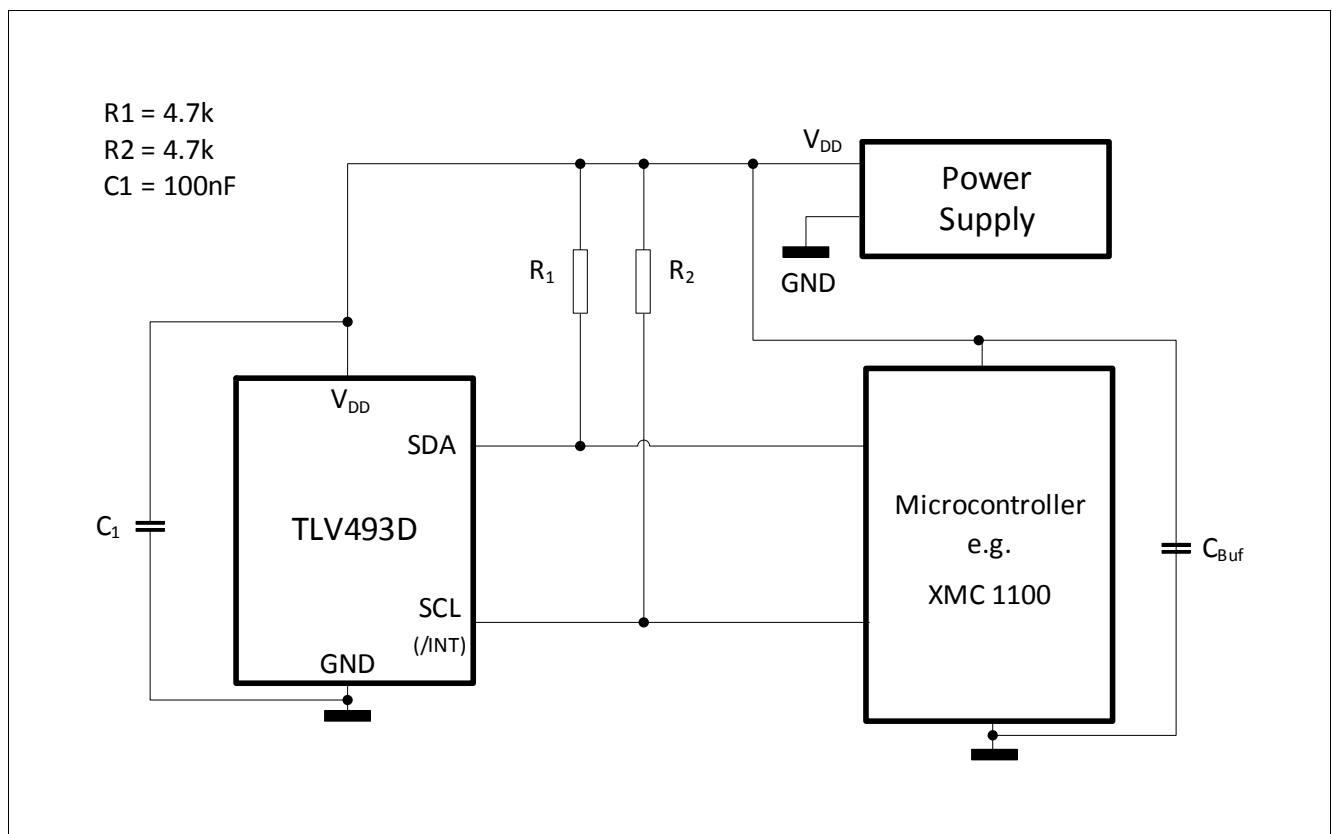 R1 = 4.7k
R2 = 4.7k
C1 = 100nF
VDD
Power
Supply
GND
R1
R2
VDD
SDA
TLV493D
SCL
(/INT)
GND
C1
Microcontroller
e.g.
XMC 1100
CBuf